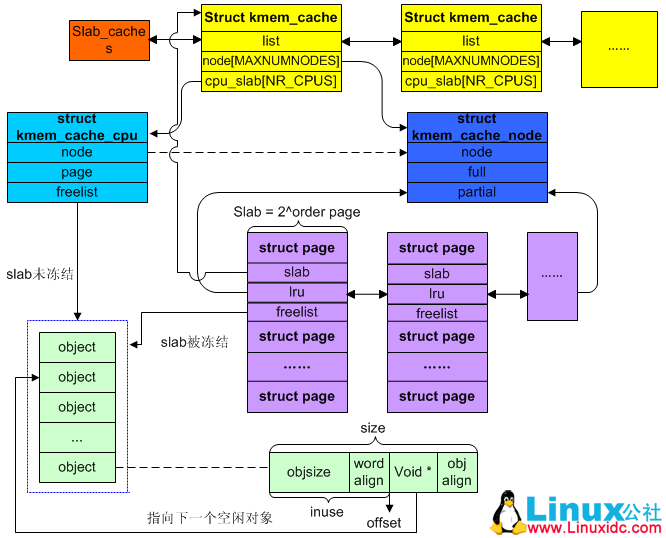 Slab_cache
s
Struct kmem_cache
list
node[MAXNUMNODES]
cpu_slab[NR_CPUS]
Struct kmem_cache
list
node[MAXNUMNODES]
cpu_slab[NR_CPUS]
......
struct
kmem_cache_cpu
node
page
freelist
struct
kmem_cache_node
node
full
partial
Slab = 2^order page
struct page
slab
lru
freelist
struct page
......
struct page
struct page
slab
lru
freelist
struct page
......
struct page
......
slab未冻结
slab被冻结
object
object
object
...
object
size
objsize
word
align
Void *
obj
align
inuse
offset
指向下一个空闲对象
Linux公社
www.Linuxidc.com